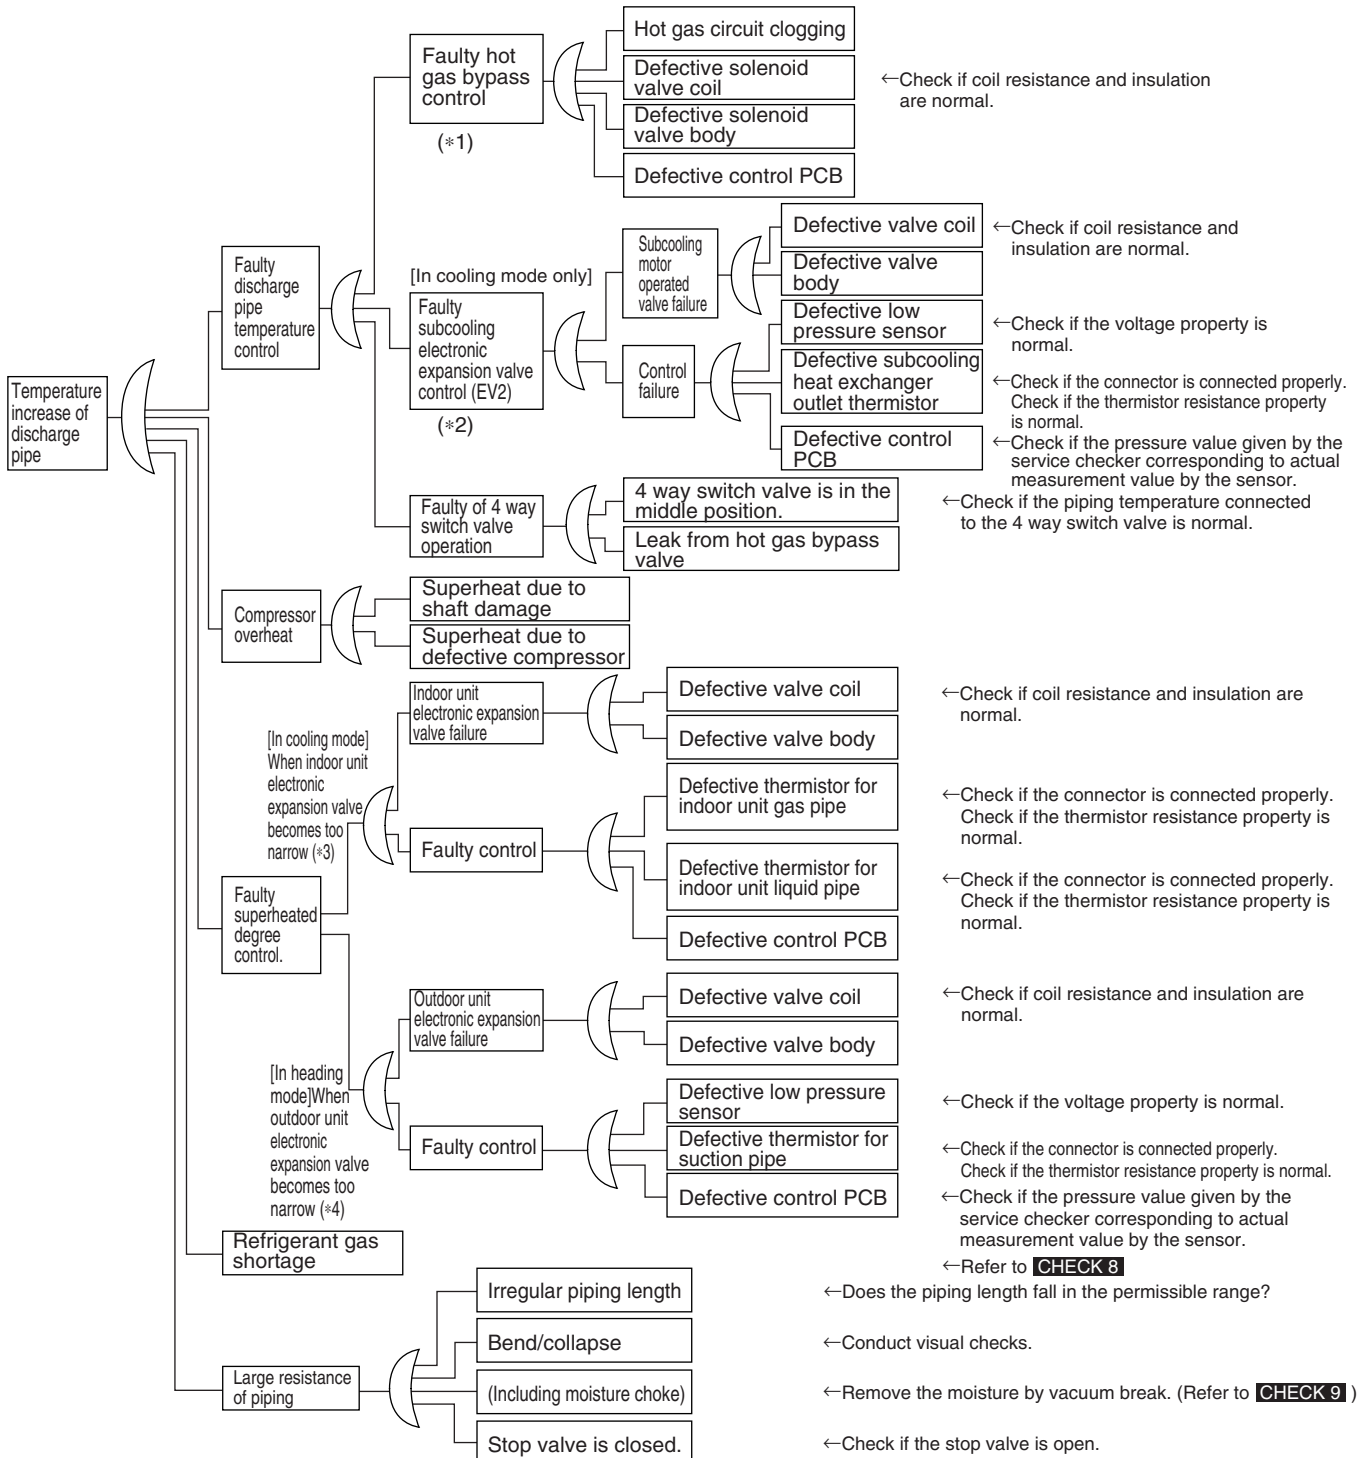 Hot gas circuit clogging
Faulty hot
gas bypass
control
(*1)
Defective solenoid
valve coil
←Check if coil resistance and insulation
are normal.
Defective solenoid
valve body
Defective control PCB
Faulty
discharge
pipe
temperature
control
[In cooling mode only]
Faulty
subcooling
electronic
expansion valve
control (EV2)
(*2)
Subcooling
motor
operated
valve failure
Defective valve coil
←Check if coil resistance and
insulation are normal.
Defective valve
body
Control
failure
Defective low
pressure sensor
←Check if the voltage property is
normal.
Defective subcooling
heat exchanger
outlet thermistor
←Check if the connector is connected properly.
Check if the thermistor resistance property
is normal.
Defective control
PCB
←Check if the pressure value given by the
service checker corresponding to actual
measurement value by the sensor.
Temperature
increase of
discharge
pipe
Faulty of 4 way
switch valve
operation
4 way switch valve is in the
middle position.
←Check if the piping temperature connected
to the 4 way switch valve is normal.
Leak from hot gas bypass
valve
Compressor
overheat
Superheat due to
shaft damage
Superheat due to
defective compressor
[In cooling mode]
When indoor unit
electronic
expansion valve
becomes too
narrow (*3)
Indoor unit
electronic expansion
valve failure
Defective valve coil
←Check if coil resistance and insulation are
normal.
Defective valve body
Faulty control
Defective thermistor for
indoor unit gas pipe
←Check if the connector is connected properly.
Check if the thermistor resistance property is
normal.
Defective thermistor for
indoor unit liquid pipe
←Check if the connector is connected properly.
Check if the thermistor resistance property is
normal.
Defective control PCB
Faulty
superheated
degree
control.
[In heading
mode]When
outdoor unit
electronic
expansion valve
becomes too
narrow (*4)
Outdoor unit
electronic expansion
valve failure
Defective valve coil
←Check if coil resistance and insulation are
normal.
Defective valve body
Faulty control
Defective low pressure
sensor
←Check if the voltage property is normal.
Defective thermistor for
suction pipe
←Check if the connector is connected properly.
Check if the thermistor resistance property is normal.
Defective control PCB
←Check if the pressure value given by the
service checker corresponding to actual
measurement value by the sensor.
Refrigerant gas
shortage
←Refer to CHECK 8
Large resistance
of piping
Irregular piping length
←Does the piping length fall in the permissible range?
Bend/collapse
←Conduct visual checks.
(Including moisture choke)
←Remove the moisture by vacuum break. (Refer to CHECK 9 )
Stop valve is closed.
←Check if the stop valve is open.